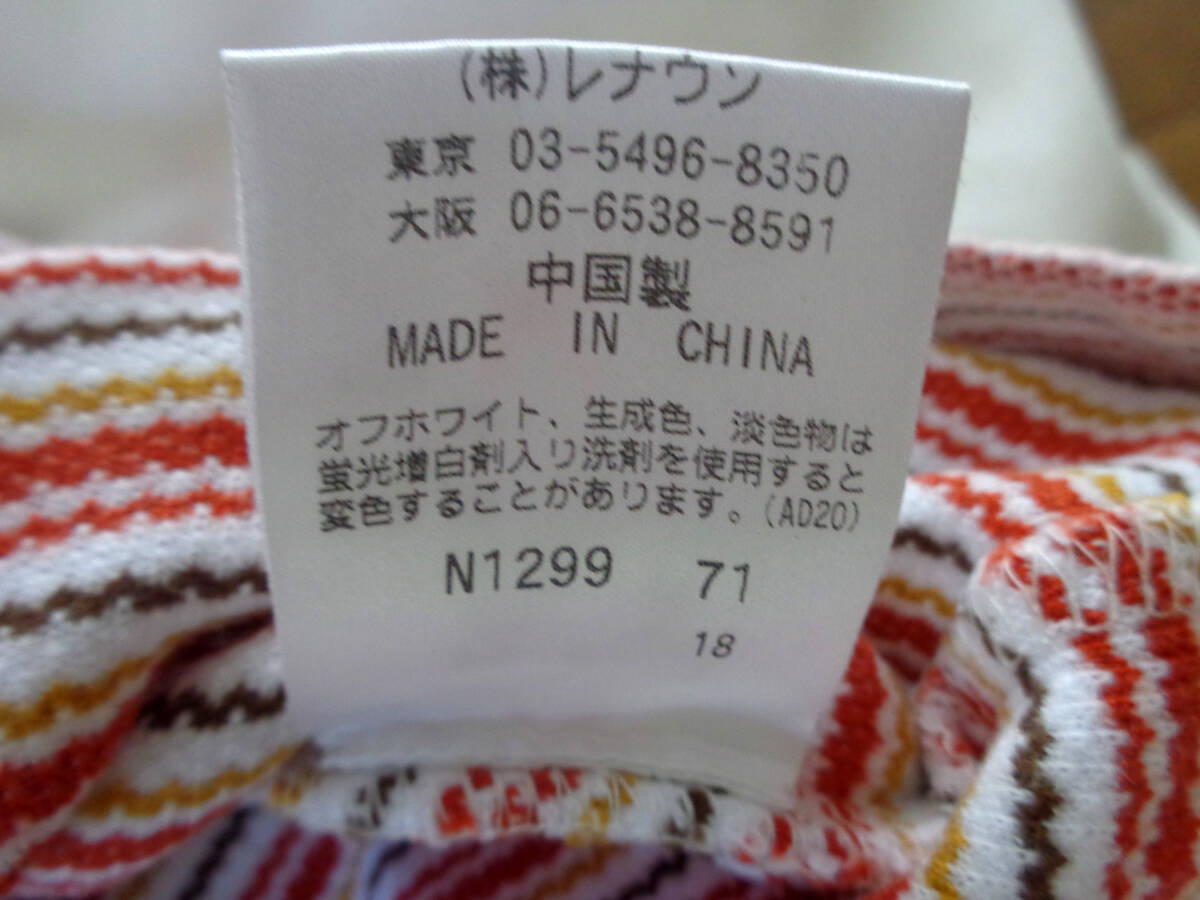 (株)レナウン
東京 03-5496-8350
大阪 06-6538-8591
中国製
MADE IN CHINA
オフホワイト、生成色、淡色物は
蛍光増白剤入り洗剤を使用すると
変色することがあります。(AD20)
N1299 71
18